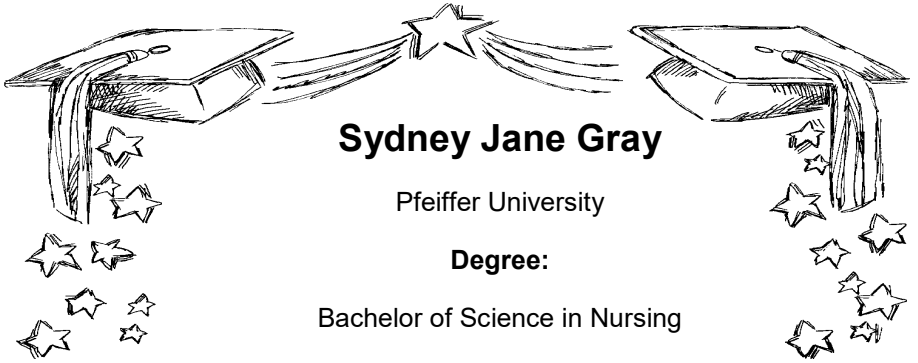 Sydney Jane Gray
Pfeiffer University
Degree:
Bachelor of Science in Nursing